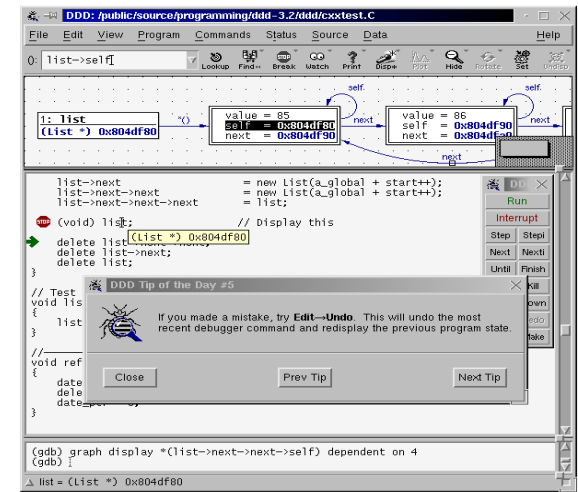 DDD: /public/source/programming/ddd-3.2/ddd/cxxtest.C
File Edit View Program Commands Status Source Data Help
(): list->self
Lookup Find» Break Watch Print Disp» Plot Hide Rotate Set Undisp
self self
1: list
(List *) 0x804df80
*()
value = 85
self = 0x804df80
next = 0x804df90
next
value = 86
self = 0x804df90
next = 0x804dfa0
next
next
list->next = new List(a_global + start++);
list->next->next = new List(a_global + start++);
list->next->next->next = list;
STOP (void) list; // Display this
(List *) 0x804df80
delete list
delete list->next;
delete list;
}
// Test
void lis
{
list
}
//
void ref
{
date
dele
date
}
DDD
Run
Interrupt
Step Stepi
Next Nexti
Until Finish
Kill
DDD Tip of the Day #5
If you made a mistake, try Edit→Undo. This will undo the most
recent debugger command and redisplay the previous program state.
Close Prev Tip Next Tip
(gdb) graph display *(list->next->next->self) dependent on 4
(gdb)
list = (List *) 0x804df80